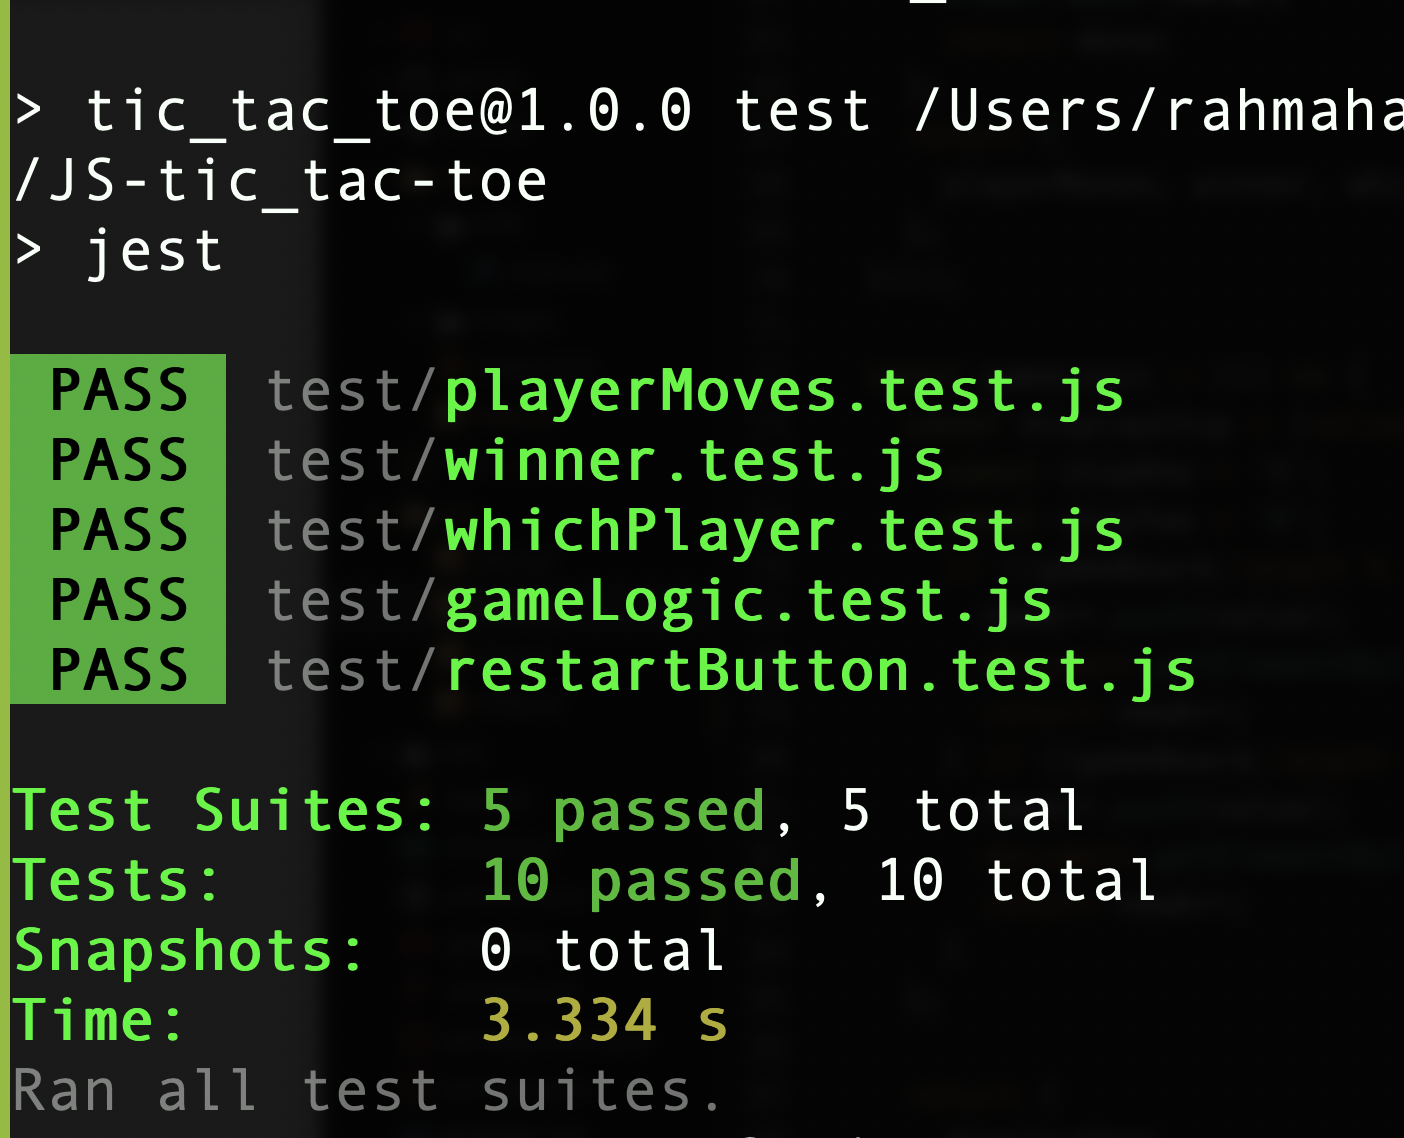 > tic_tac_toe@1.0.0 test /Users/rahmaha
/JS-tic_tac-toe
> jest
PASS test/playerMoves.test.js
PASS test/winner.test.js
PASS test/whichPlayer.test.js
PASS test/gameLogic.test.js
PASS test/restartButton.test.js
Test Suites: 5 passed, 5 total
Tests: 10 passed, 10 total
Snapshots: 0 total
Time: 3.334 s
Ran all test suites.